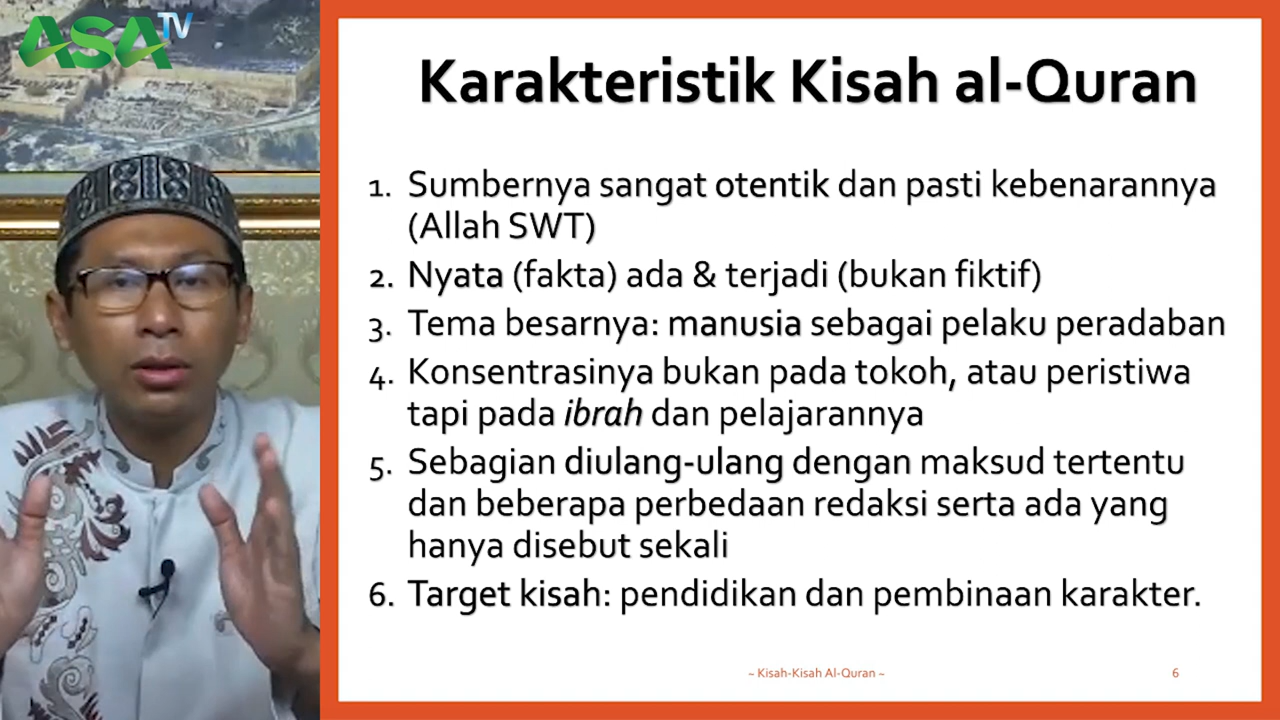 ASA TV
Karakteristik Kisah al-Quran
1. Sumbernya sangat otentik dan pasti kebenarannya
(Allah SWT)
2. Nyata (fakta) ada & terjadi (bukan fiktif)
3. Tema besarnya: manusia sebagai pelaku peradaban
4. Konsentrasinya bukan pada tokoh, atau peristiwa
tapi pada ibrah dan pelajarannya
5. Sebagian diulang-ulang dengan maksud tertentu
dan beberapa perbedaan redaksi serta ada yang
hanya disebut sekali
6. Target kisah: pendidikan dan pembinaan karakter.
~ Kisah-Kisah Al-Quran ~
6